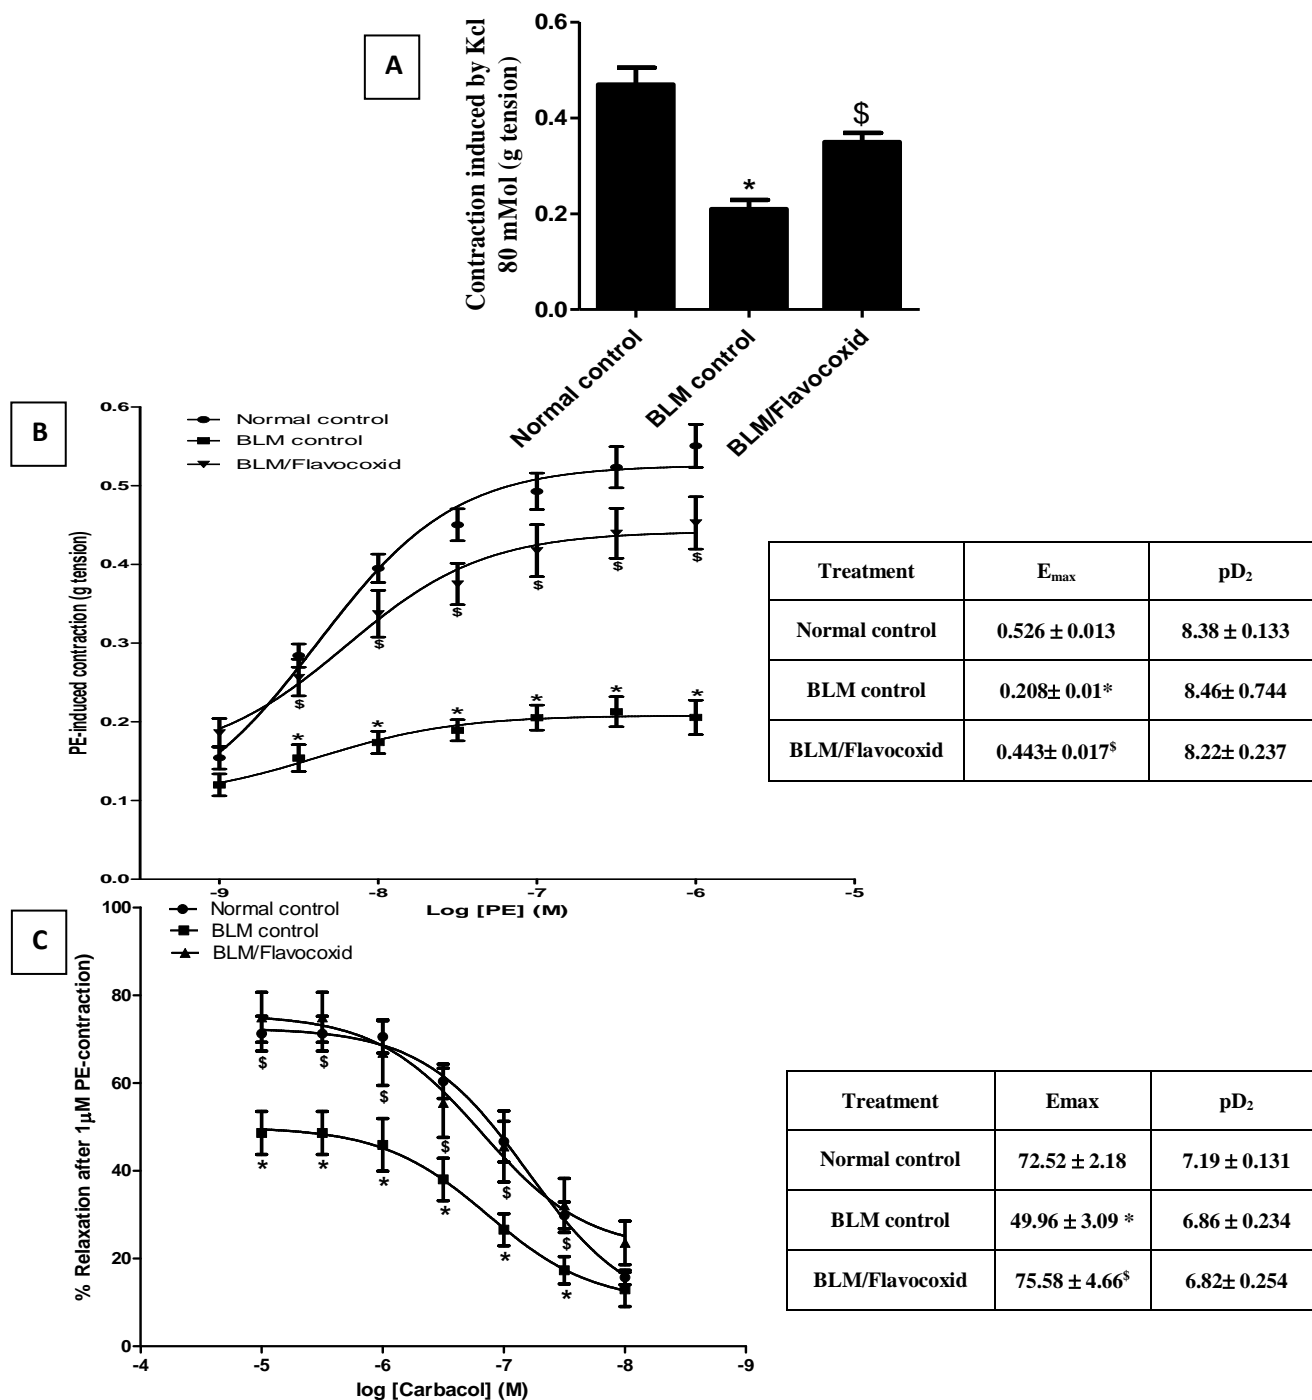 A
Contraction induced by Kcl
80 mMol (g tension)
0.6
0.4
0.2
0.0
*
$
Normal control
BLM control
BLM/Flavocoxid
B
Normal control
BLM control
BLM/Flavocoxid
PE-induced contraction (g tension)
0.6
0.5
0.4
0.3
0.2
0.1
0.0
$ $ $ $ $ $
* * * * * *
-9 -8 -7 -6 -5
Log [PE] (M)
Treatment Emax pD₂
Normal control 0.526 ± 0.013 8.38 ± 0.133
BLM control 0.208± 0.01* 8.46± 0.744
BLM/Flavocoxid 0.443± 0.017$ 8.22± 0.237
C
Normal control
BLM control
BLM/Flavocoxid
% Relaxation after 1µM PE-contraction)
100
80
60
40
20
0
$ $ $ $ $ $
* * * * * *
-4 -5 -6 -7 -8 -9
log [Carbacol] (M)
Treatment Emax pD₂
Normal control 72.52 ± 2.18 7.19 ± 0.131
BLM control 49.96 ± 3.09 * 6.86 ± 0.234
BLM/Flavocoxid 75.58 ± 4.66$ 6.82± 0.254